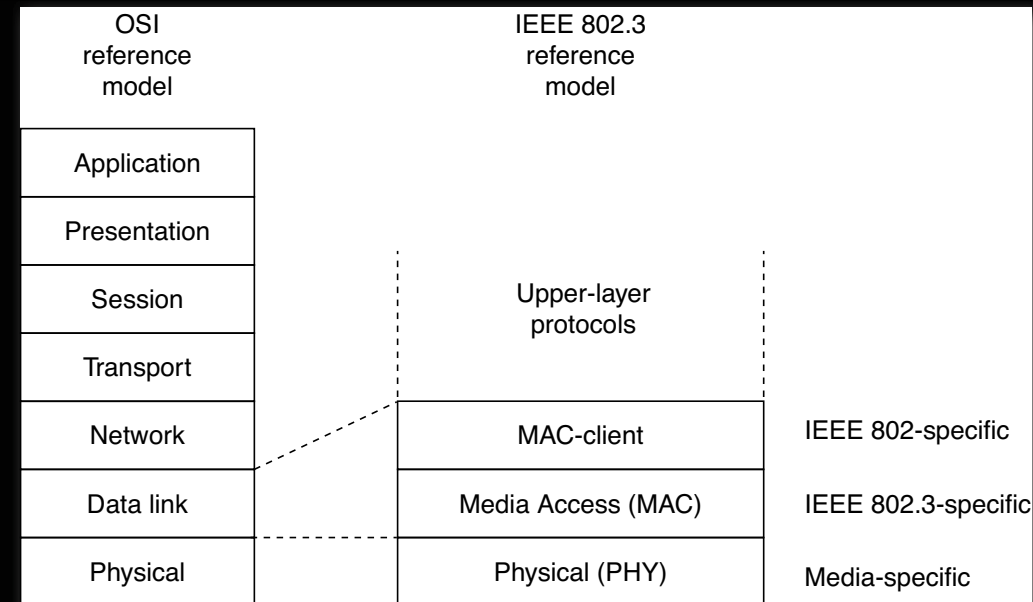 OSI
reference
model
IEEE 802.3
reference
model
Application
Presentation
Session
Transport
Network
Data link
Physical
Upper-layer
protocols
MAC-client
Media Access (MAC)
Physical (PHY)
IEEE 802-specific
IEEE 802.3-specific
Media-specific